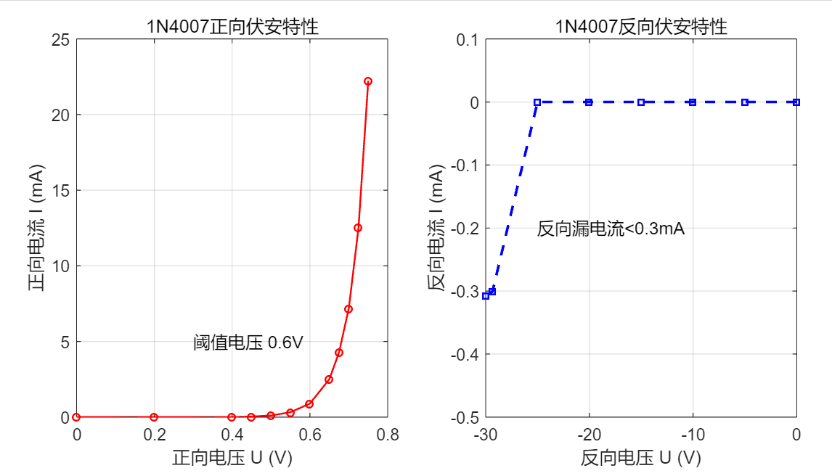 1N4007正向伏安特性
25
20
15
10
5
0
正向电流 I (mA)
阈值电压 0.6V
0
0.2
0.4
0.6
0.8
正向电压 U (V)
1N4007反向伏安特性
0.1
0
-0.1
-0.2
-0.3
-0.4
-0.5
反向电流 I (mA)
反向漏电流<0.3mA
-30
-20
-10
0
反向电压 U (V)